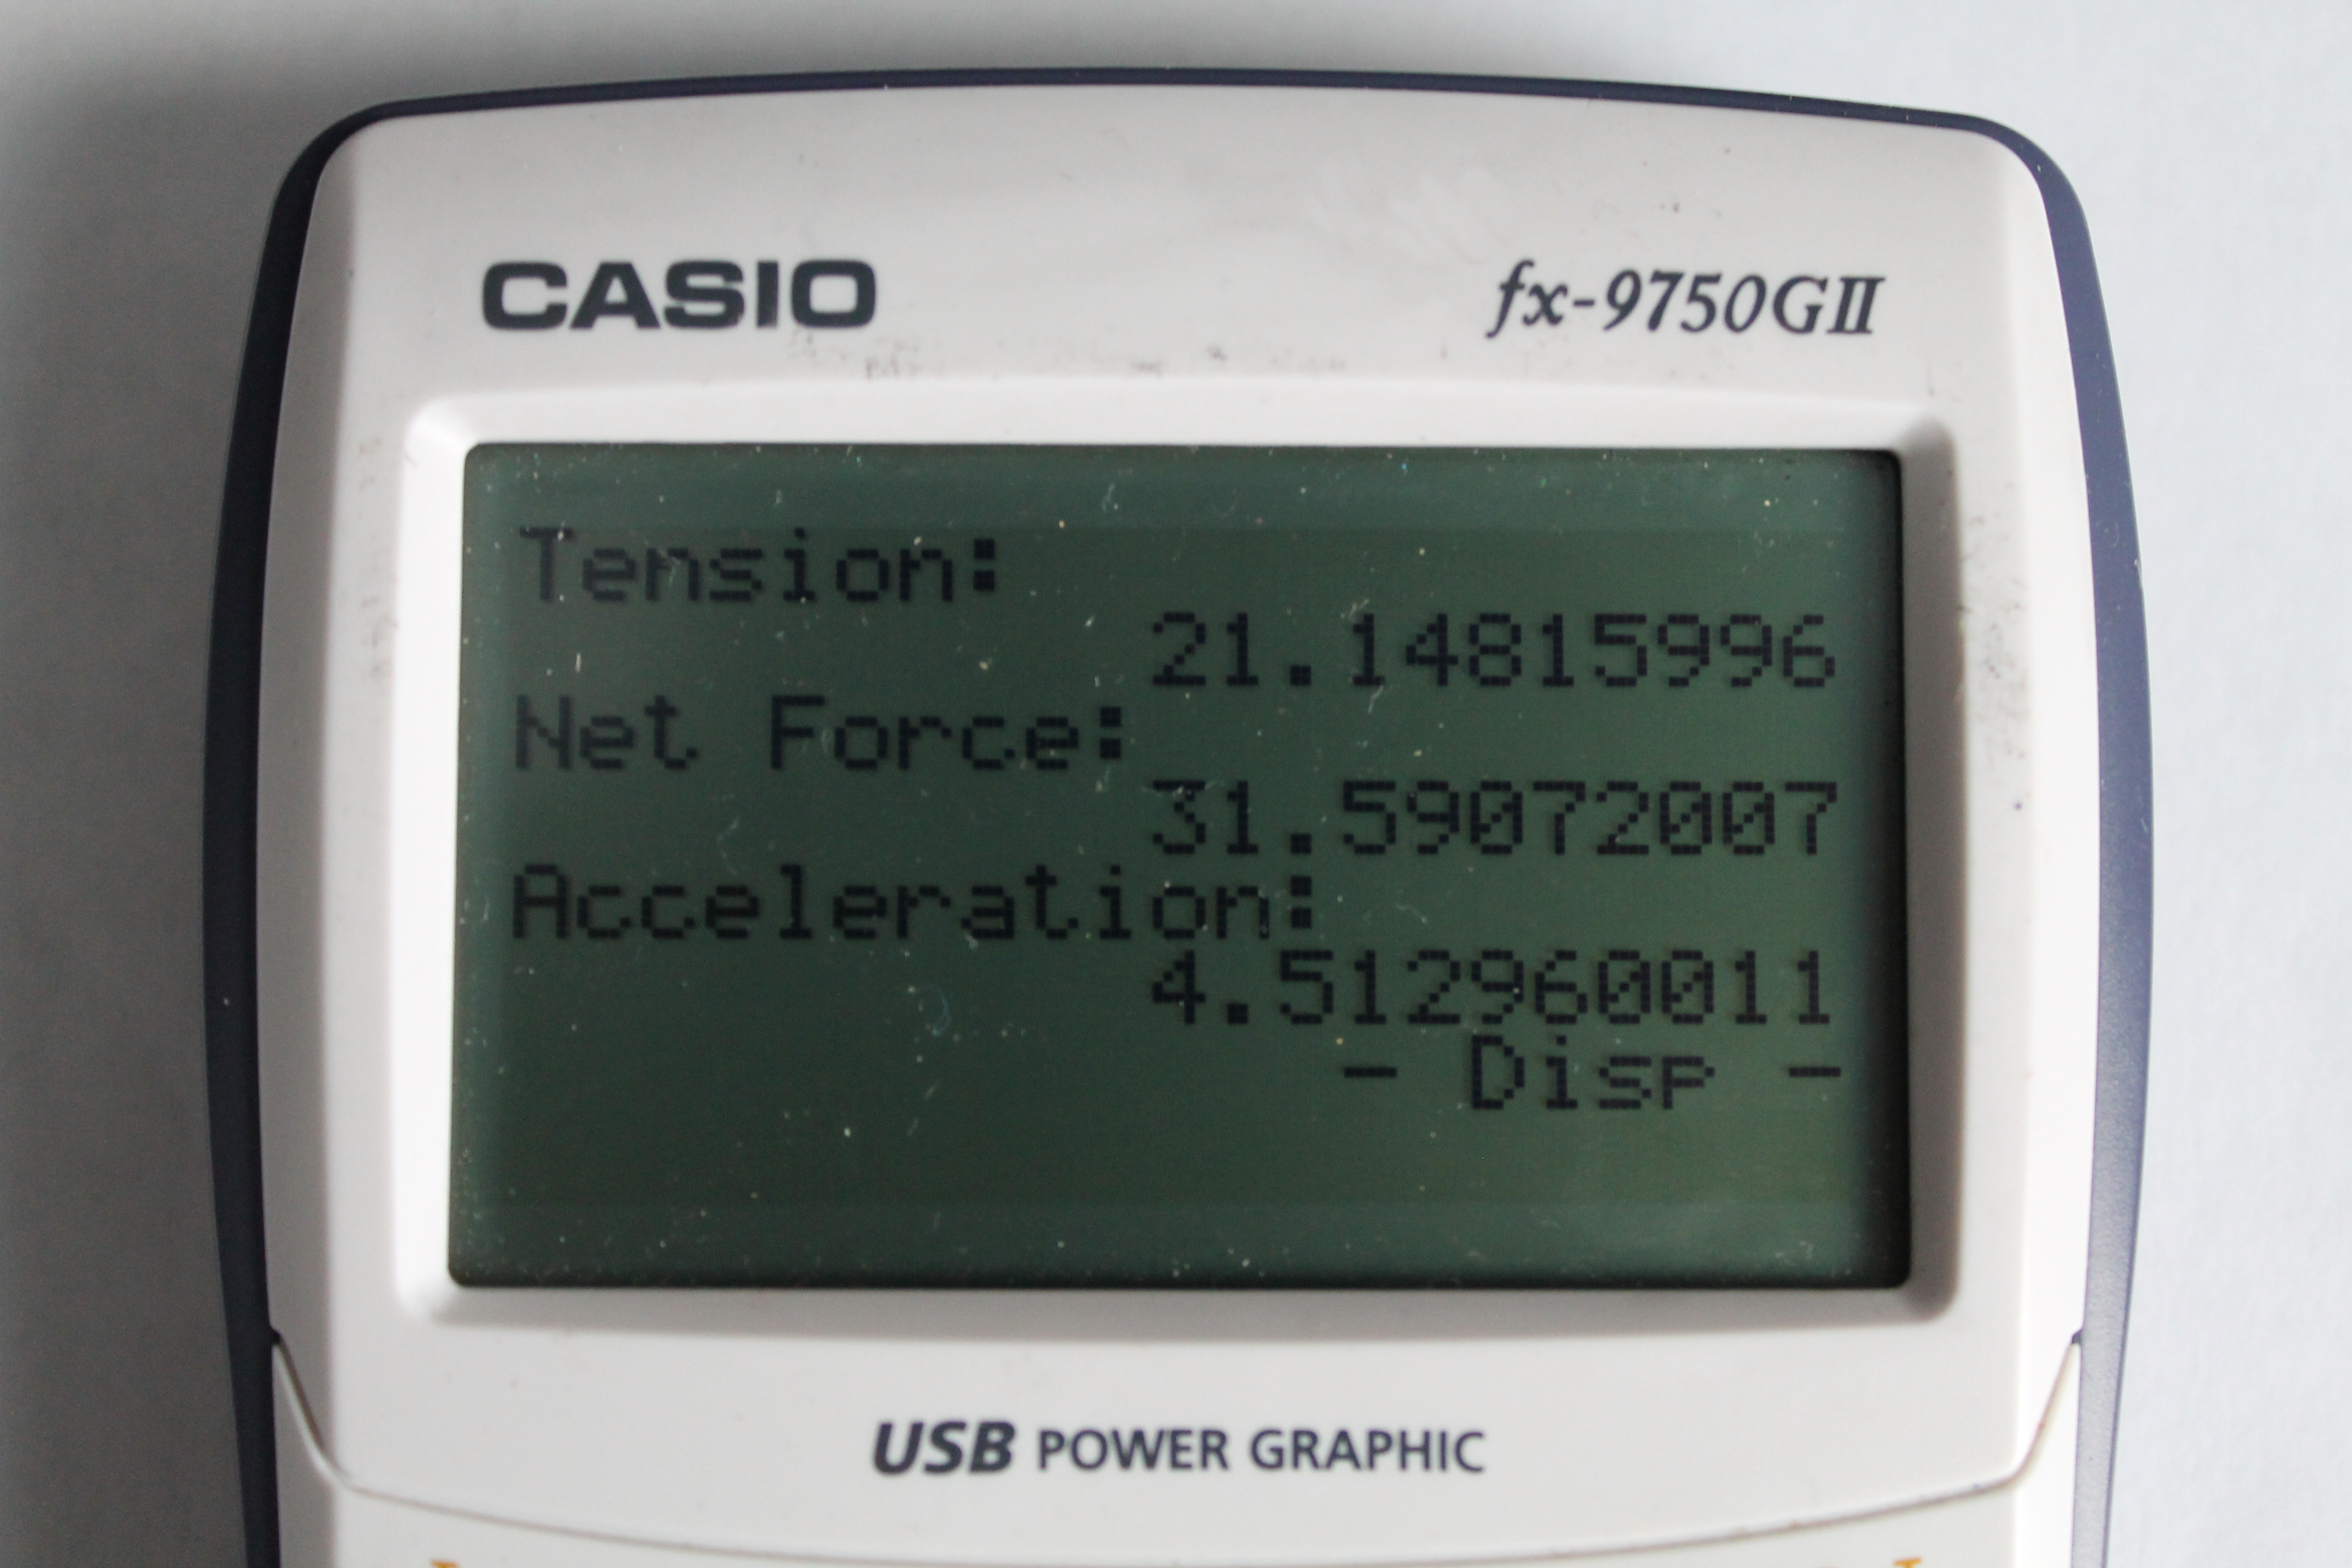 CASIO fx-9750GII
Tension:
21.14815996
Net Force:
31.59072007
Acceleration:
4.512960011
- Disp -
USB POWER GRAPHIC